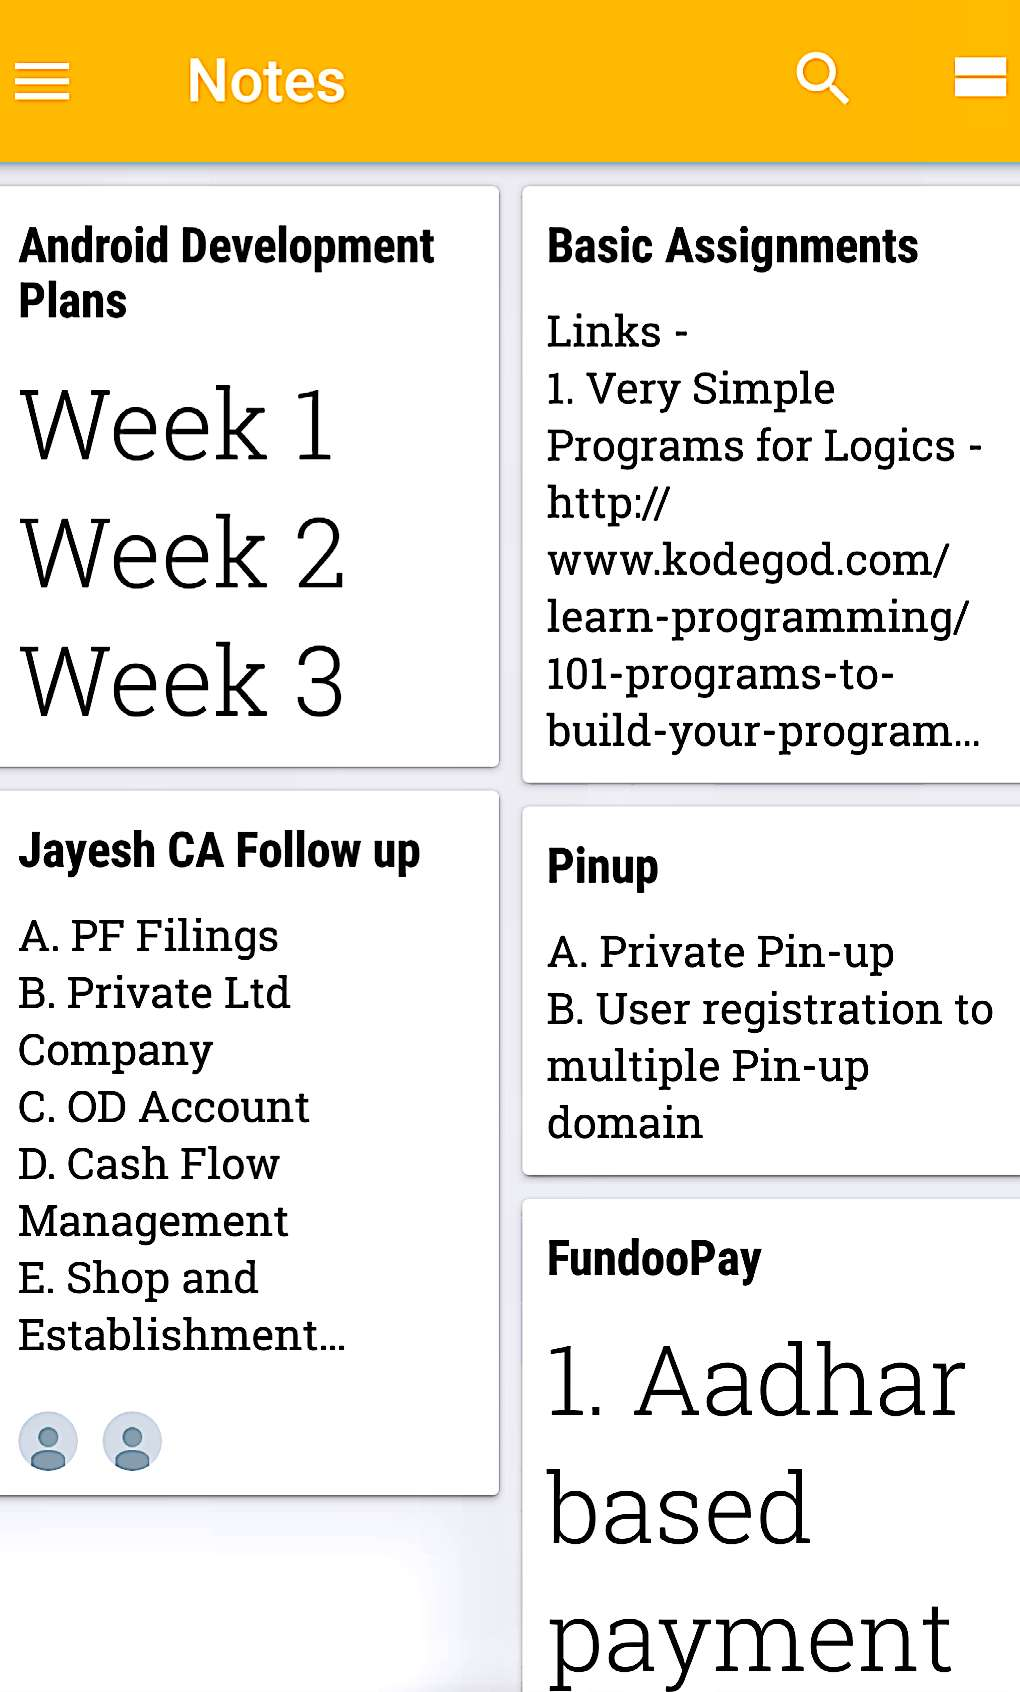 Notes
Android Development
Plans
Week 1
Week 2
Week 3
Jayesh CA Follow up
A. PF Filings
B. Private Ltd
Company
C. OD Account
D. Cash Flow
Management
E. Shop and
Establishment...
Basic Assignments
Links -
1. Very Simple
Programs for Logics -
http://
www.kodegod.com/
learn-programming/
101-programs-to-
build-your-program...
Pinup
A. Private Pin-up
B. User registration to
multiple Pin-up
domain
FundooPay
1. Aadhar
based
payment